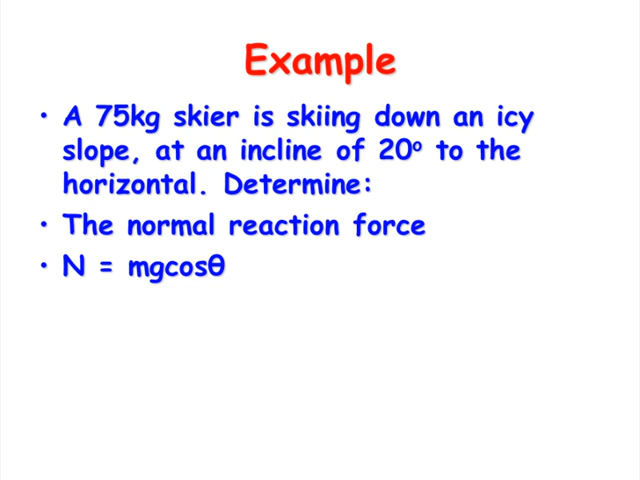 Example
• A 75kg skier is skiing down an icy
slope, at an incline of 20º to the
horizontal. Determine:
• The normal reaction force
• N = mgcosθ